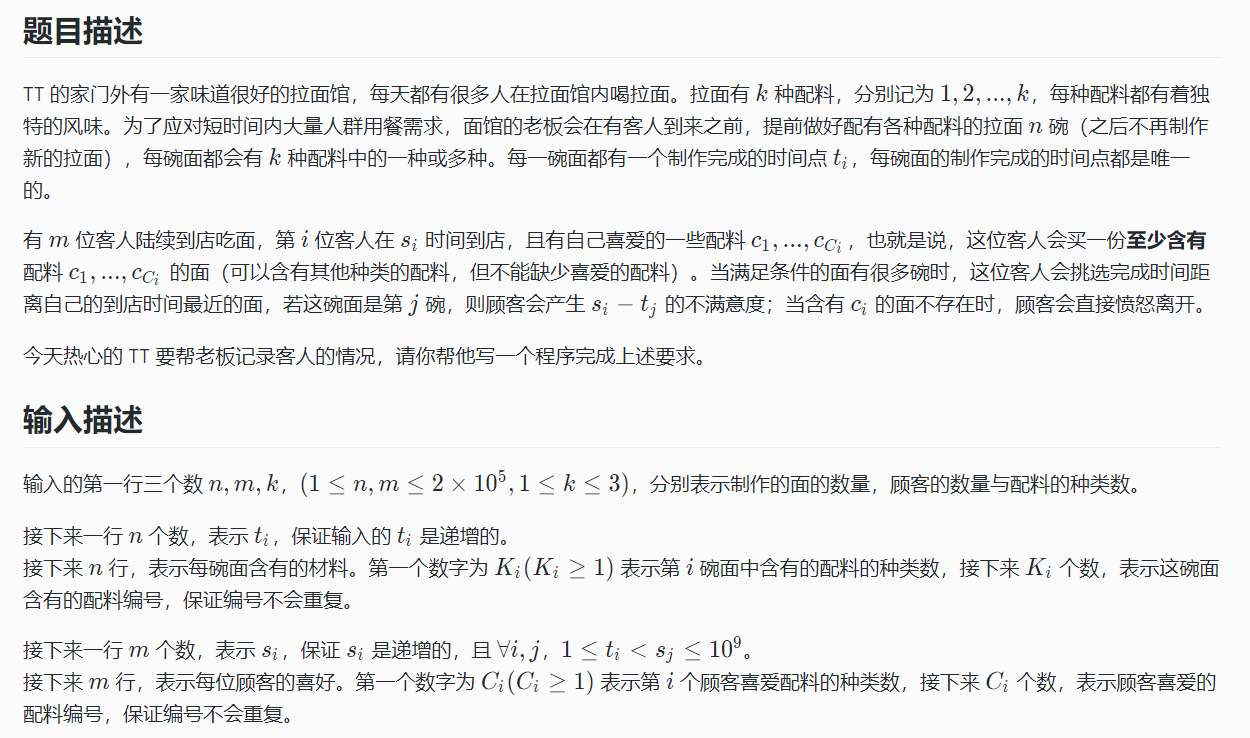 题目描述
TT 的家门外有一家味道很好的拉面馆，每天都有很多人在拉面馆内喝拉面。拉面有 k 种配料，分别记为 1, 2, ..., k，每种配料都有着独
特的风味。为了应对短时间内大量人群用餐需求，面馆的老板会在有客人到来之前，提前做好配有各种配料的拉面 n 碗（之后不再制作
新的拉面），每碗面都会有 k 种配料中的一种或多种。每一碗面都有一个制作完成的时间点 t_i，每碗面的制作完成的时间点都是唯一
的。
有 m 位客人陆续到店吃面，第 i 位客人在 s_i 时间到店，且有自己喜爱的一些配料 c_1, ..., c_{C_i}，也就是说，这位客人会买一份至少含有
配料 c_1, ..., c_{C_i} 的面（可以含有其他种类的配料，但不能缺少喜爱的配料）。当满足条件的面有很多碗时，这位客人会挑选完成时间距
离自己的到店时间最近的面，若这碗面是第 j 碗，则顾客会产生 s_i − t_j 的不满意度；当含有 c_i 的面不存在时，顾客会直接愤怒离开。
今天热心的 TT 要帮老板记录客人的情况，请你帮他写一个程序完成上述要求。
输入描述
输入的第一行三个数 n, m, k，(1 ≤ n, m ≤ 2 × 10^5, 1 ≤ k ≤ 3)，分别表示制作的面的数量，顾客的数量与配料的种类数。
接下来一行 n 个数，表示 t_i，保证输入的 t_i 是递增的。
接下来 n 行，表示每碗面含有的材料。第一个数字为 K_i(K_i ≥ 1) 表示第 i 碗面中含有的配料的种类数，接下来 K_i 个数，表示这碗面
含有的配料编号，保证编号不会重复。
接下来一行 m 个数，表示 s_i，保证 s_i 是递增的，且 ∀i, j，1 ≤ t_i < s_j ≤ 10^9。
接下来 m 行，表示每位顾客的喜好。第一个数字为 C_i(C_i ≥ 1) 表示第 i 个顾客喜爱配料的种类数，接下来 C_i 个数，表示顾客喜爱的
配料编号，保证编号不会重复。